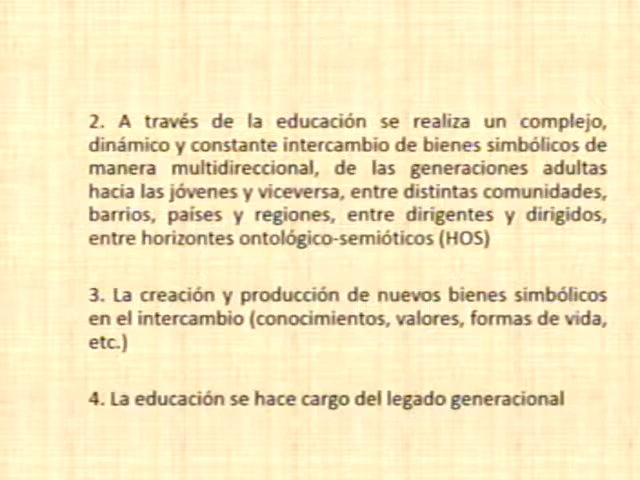 2. A través de la educación se realiza un complejo,
dinámico y constante intercambio de bienes simbólicos de
manera multidireccional, de las generaciones adultas
hacia las jóvenes y viceversa, entre distintas comunidades,
barrios, países y regiones, entre dirigentes y dirigidos,
entre horizontes ontológico-semióticos (HOS)
3. La creación y producción de nuevos bienes simbólicos
en el intercambio (conocimientos, valores, formas de vida,
etc.)
4. La educación se hace cargo del legado generacional